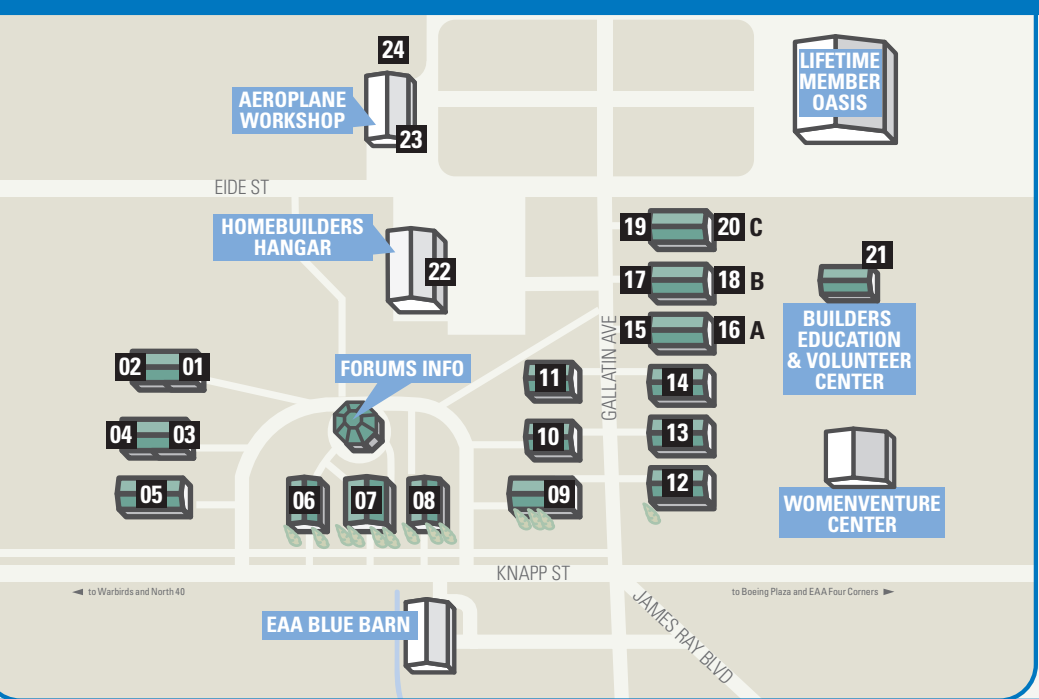 24
AEROPLANE
WORKSHOP
23
LIFETIME
MEMBER
OASIS
EIDE ST
HOMEBUILDERS
HANGAR
22
19 20 C
17 18 B
15 16 A
21
BUILDERS
EDUCATION
& VOLUNTEER
CENTER
GALLATIN AVE
02 01
FORUMS INFO
11
14
04 03
10
13
05
06
07
08
09
12
WOMENVENTURE
CENTER
KNAPP ST
◄ to Warbirds and North 40
to Boeing Plaza and EAA Four Corners ►
EAA BLUE BARN
JAMES RAY BLVD